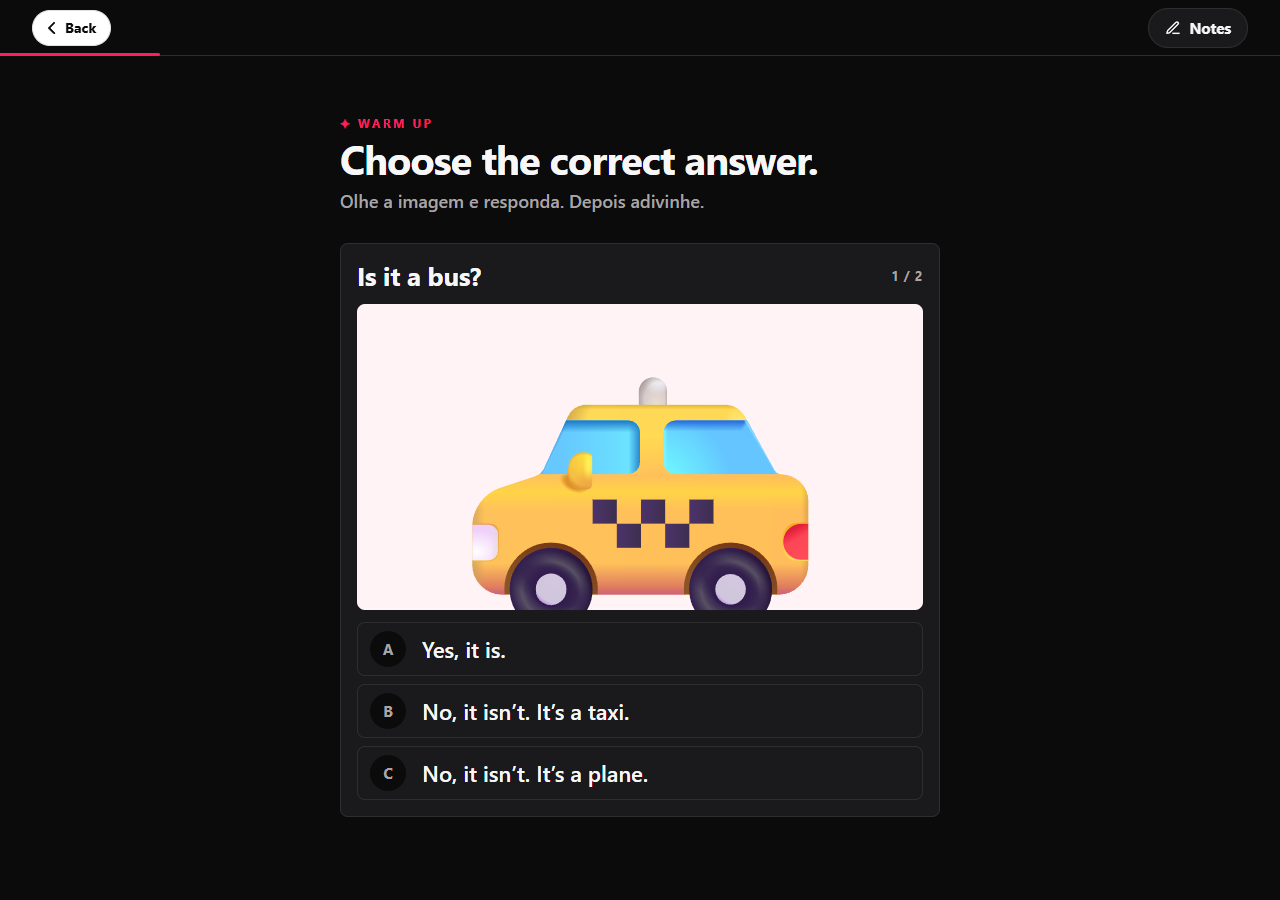 Back
Notes
WARM UP
Choose the correct answer.
Olhe a imagem e responda. Depois adivinhe.
Is it a bus?
1 / 2
A Yes, it is.
B No, it isn’t. It’s a taxi.
C No, it isn’t. It’s a plane.